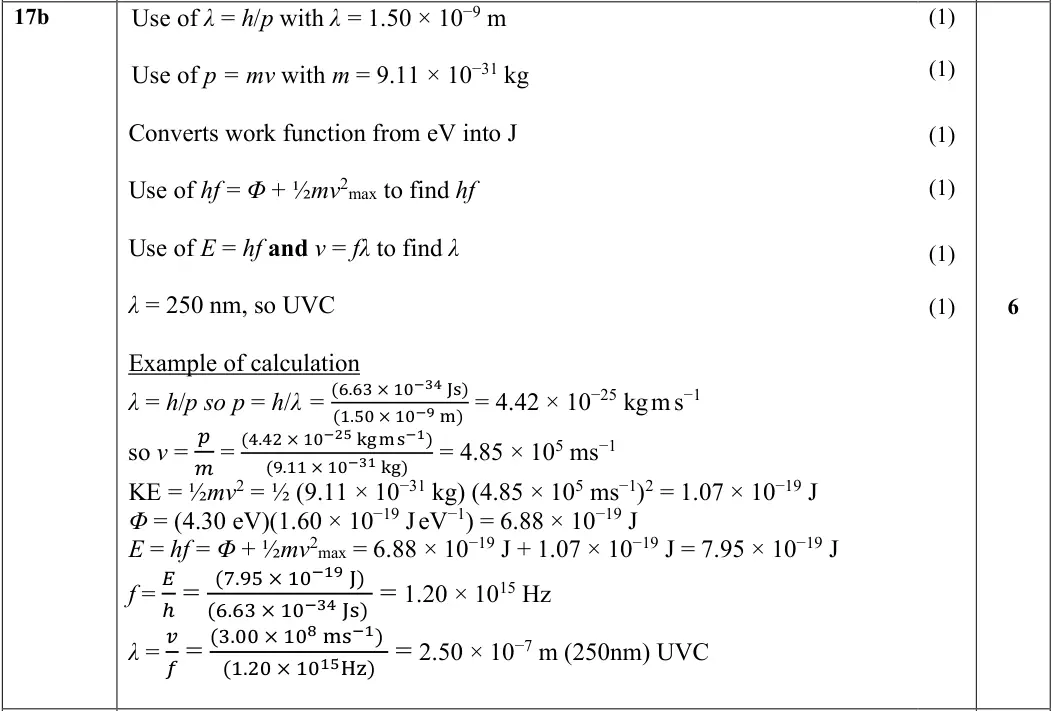 17b Use of λ = h/p with λ = 1.50 × 10⁻⁹ m (1)
Use of p = mv with m = 9.11 × 10⁻³¹ kg (1)
Converts work function from eV into J (1)
Use of hf = Φ + ½mv²max to find hf (1)
Use of E = hf and v = fλ to find λ (1)
λ = 250 nm, so UVC (1) 6
Example of calculation
λ = h/p so p = h/λ = (6.63 × 10⁻³⁴ Js)/(1.50 × 10⁻⁹ m) = 4.42 × 10⁻²⁵ kg m s⁻¹
so v = p/m = (4.42 × 10⁻²⁵ kg m s⁻¹)/(9.11 × 10⁻³¹ kg) = 4.85 × 10⁵ ms⁻¹
KE = ½mv² = ½ (9.11 × 10⁻³¹ kg) (4.85 × 10⁵ ms⁻¹)² = 1.07 × 10⁻¹⁹ J
Φ = (4.30 eV)(1.60 × 10⁻¹⁹ J eV⁻¹) = 6.88 × 10⁻¹⁹ J
E = hf = Φ + ½mv²max = 6.88 × 10⁻¹⁹ J + 1.07 × 10⁻¹⁹ J = 7.95 × 10⁻¹⁹ J
f = E/h = (7.95 × 10⁻¹⁹ J)/(6.63 × 10⁻³⁴ Js) = 1.20 × 10¹⁵ Hz
λ = v/f = (3.00 × 10⁸ ms⁻¹)/(1.20 × 10¹⁵Hz) = 2.50 × 10⁻⁷ m (250nm) UVC